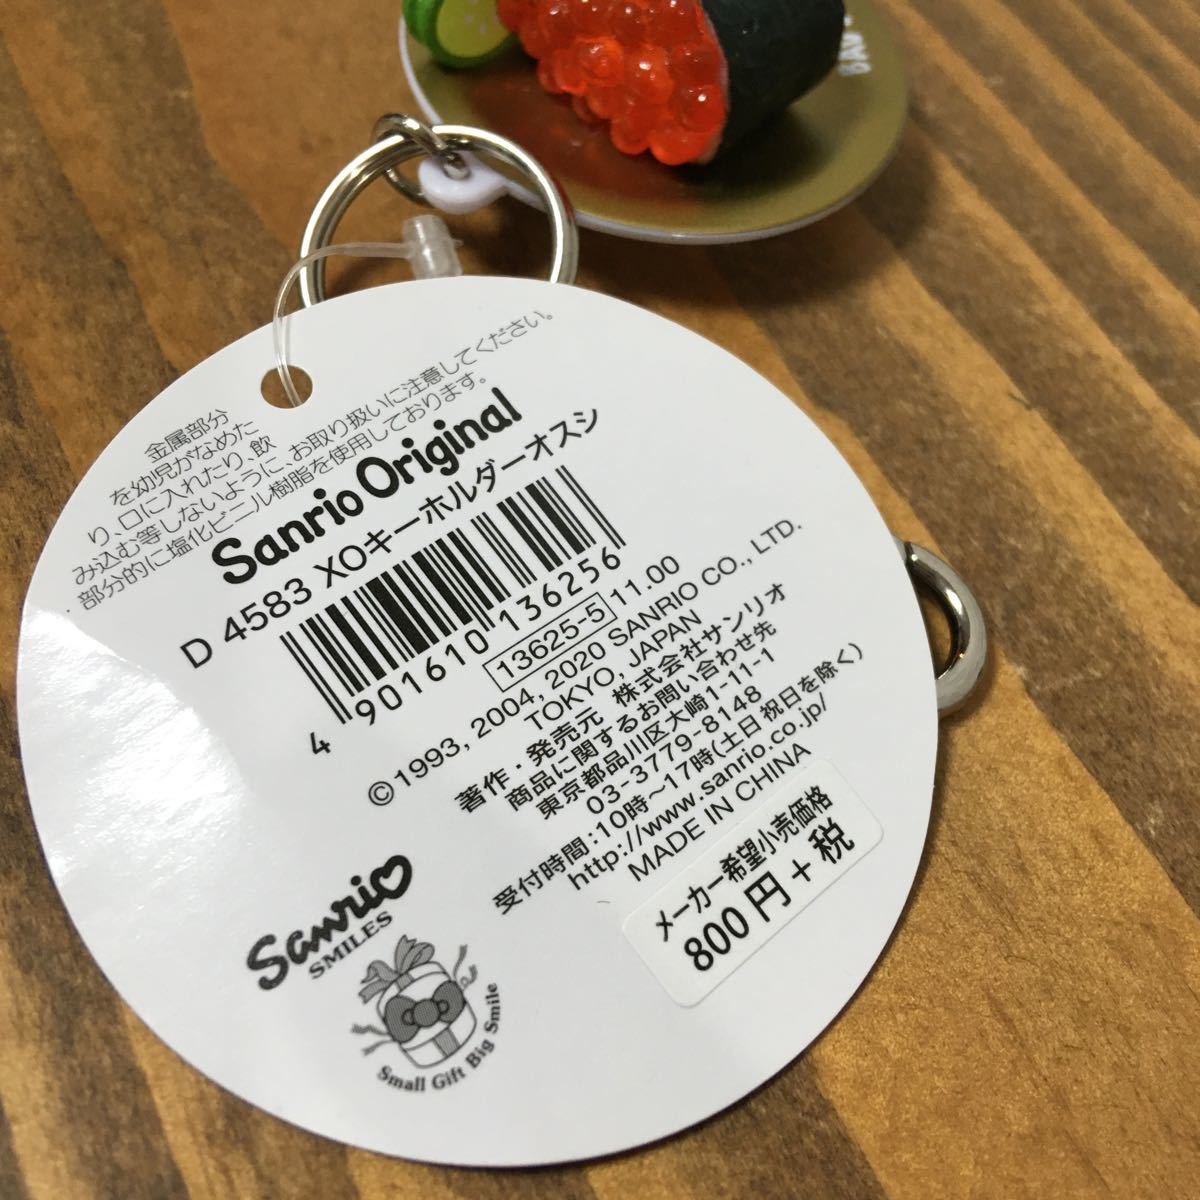 BAD
金属部分
を幼児がなめた
り、口に入れたり、飲
み込む等しないように、お取り扱いに注意してください。
部分的に塩化ビニル樹脂を使用しております。
Sanrio Original
D 4583 XOキーホルダーオスシ
4 901610 136256
13625-5 11.00
©1993, 2004, 2020 SANRIO CO., LTD.
TOKYO, JAPAN
著作・発売元 株式会社サンリオ
商品に関するお問い合わせ先
東京都品川区大崎1-11-1
03-3779-8148
受付時間:10時～17時(土日祝日を除く)
http://www.sanrio.co.jp/
MADE IN CHINA
メーカー希望小売価格
800円+税
Sanrio
SMILES
Small Gift Big Smile